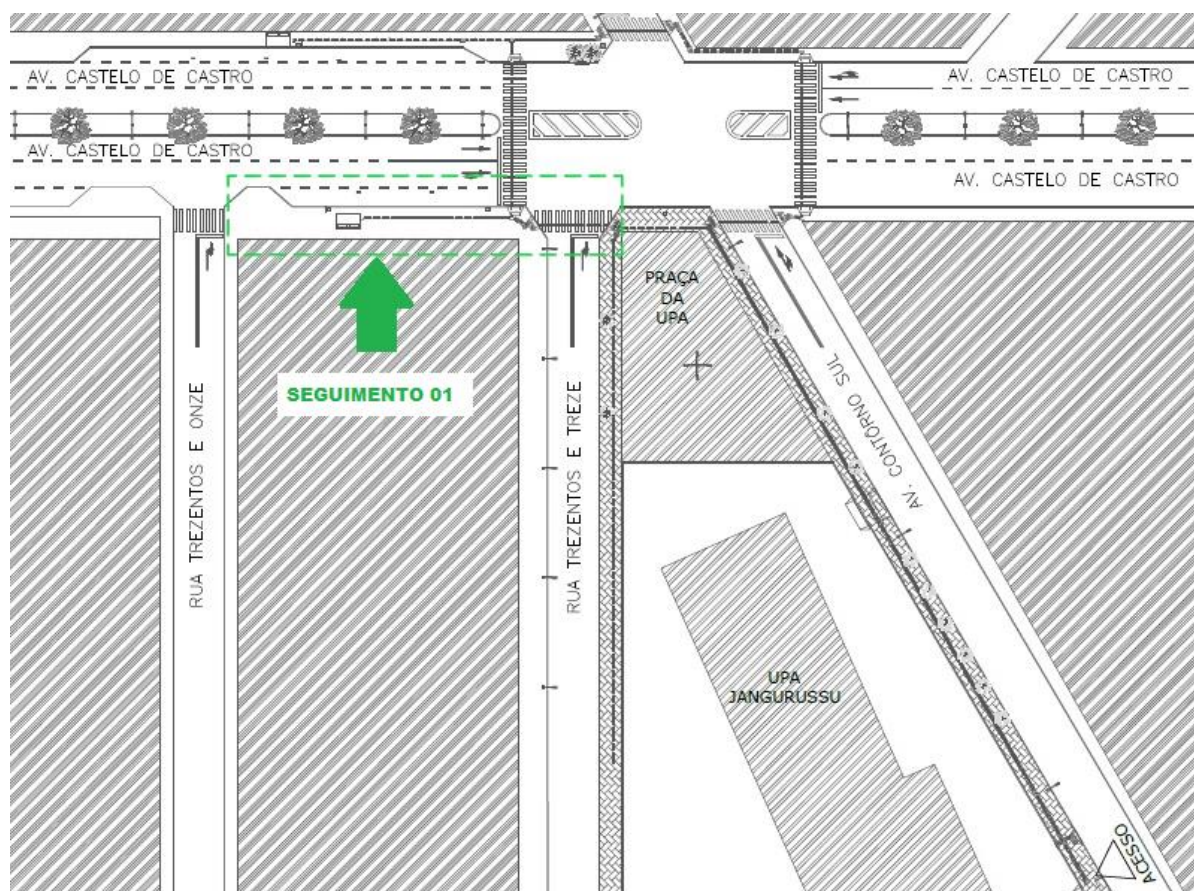 AV. CASTELO DE CASTRO
AV. CASTELO DE CASTRO
AV. CASTELO DE CASTRO
AV. CASTELO DE CASTRO
PRAÇA
DA
UPA
SEGUIMENTO 01
RUA TREZENTOS E ONZE
RUA TREZENTOS E TREZE
AV. CONTÔRNO SUL
UPA
JANGURUSSU
ACESSO